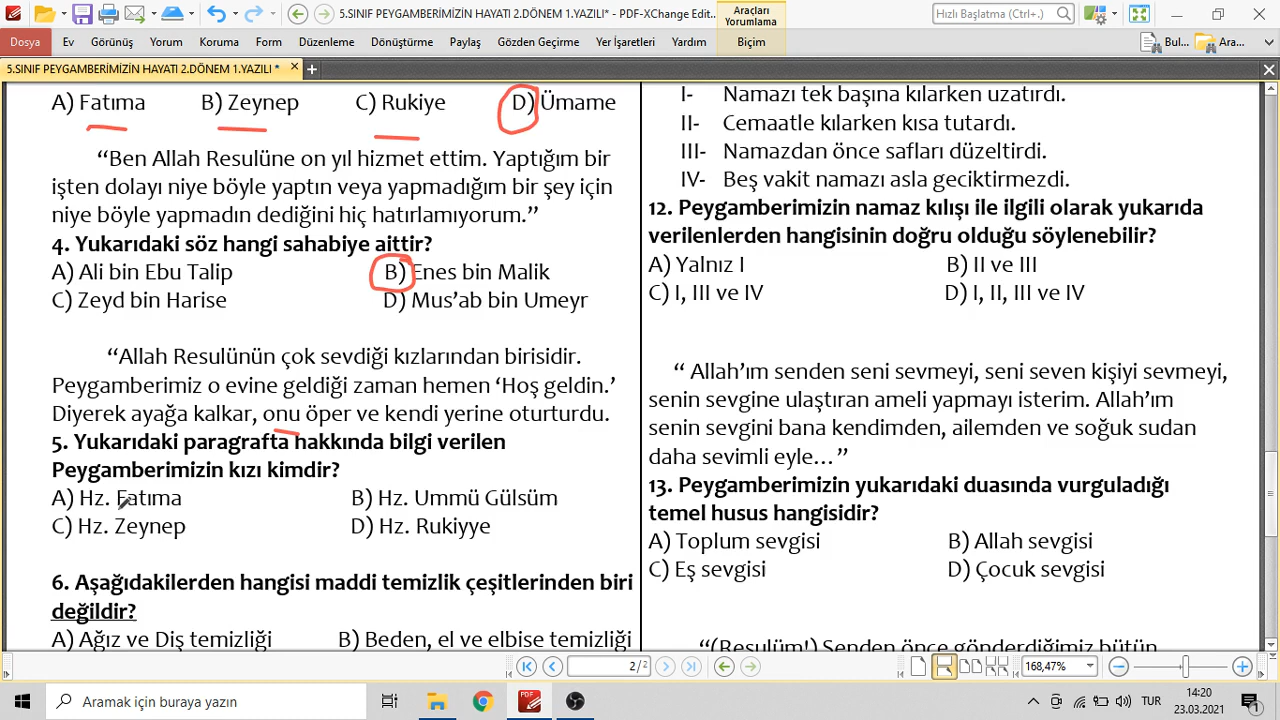 5.SINIF PEYGAMBERİMİZİN HAYATI 2.DÖNEM 1.YAZILI* - PDF-XChange Edit...
Araçları
Yorumlama
Hızlı Başlatma (Ctrl+.)
Dosya Ev Görünüş Yorum Koruma Form Düzenleme Dönüştürme Paylaş Gözden Geçirme Yer İşaretleri Yardım Biçim
Bul... Ara...
5.SINIF PEYGAMBERİMİZİN HAYATI 2.DÖNEM 1.YAZILI *
A) Fatıma B) Zeynep C) Rukiye D) Ümame
“Ben Allah Resulüne on yıl hizmet ettim. Yaptığım bir
işten dolayı niye böyle yaptın veya yapmadığım bir şey için
niye böyle yapmadın dediğini hiç hatırlamıyorum.”
4. Yukarıdaki söz hangi sahabiye aittir?
A) Ali bin Ebu Talip B) Enes bin Malik
C) Zeyd bin Harise D) Mus’ab bin Umeyr
“Allah Resulünün çok sevdiği kızlarından birisidir.
Peygamberimiz o evine geldiği zaman hemen ‘Hoş geldin.’
Diyerek ayağa kalkar, onu öper ve kendi yerine oturturdu.
5. Yukarıdaki paragrafta hakkında bilgi verilen
Peygamberimizin kızı kimdir?
A) Hz. Fatıma B) Hz. Ummü Gülsüm
C) Hz. Zeynep D) Hz. Rukiyye
6. Aşağıdakilerden hangisi maddi temizlik çeşitlerinden biri
değildir?
A) Ağız ve Diş temizliği B) Beden, el ve elbise temizliği
I- Namazı tek başına kılarken uzatırdı.
II- Cemaatle kılarken kısa tutardı.
III- Namazdan önce safları düzeltirdi.
IV- Beş vakit namazı asla geciktirmezdi.
12. Peygamberimizin namaz kılışı ile ilgili olarak yukarıda
verilenlerden hangisinin doğru olduğu söylenebilir?
A) Yalnız I B) II ve III
C) I, III ve IV D) I, II, III ve IV
“ Allah’ım senden seni sevmeyi, seni seven kişiyi sevmeyi,
senin sevgine ulaştıran ameli yapmayı isterim. Allah’ım
senin sevgini bana kendimden, ailemden ve soğuk sudan
daha sevimli eyle… ”
13. Peygamberimizin yukarıdaki duasında vurguladığı
temel husus hangisidir?
A) Toplum sevgisi B) Allah sevgisi
C) Eş sevgisi D) Çocuk sevgisi
“(Resulüm!) Senden önce gönderdiğimiz bütün
2/2
168,47%
Aramak için buraya yazın
PDF
TUR
14:20
23.03.2021
1